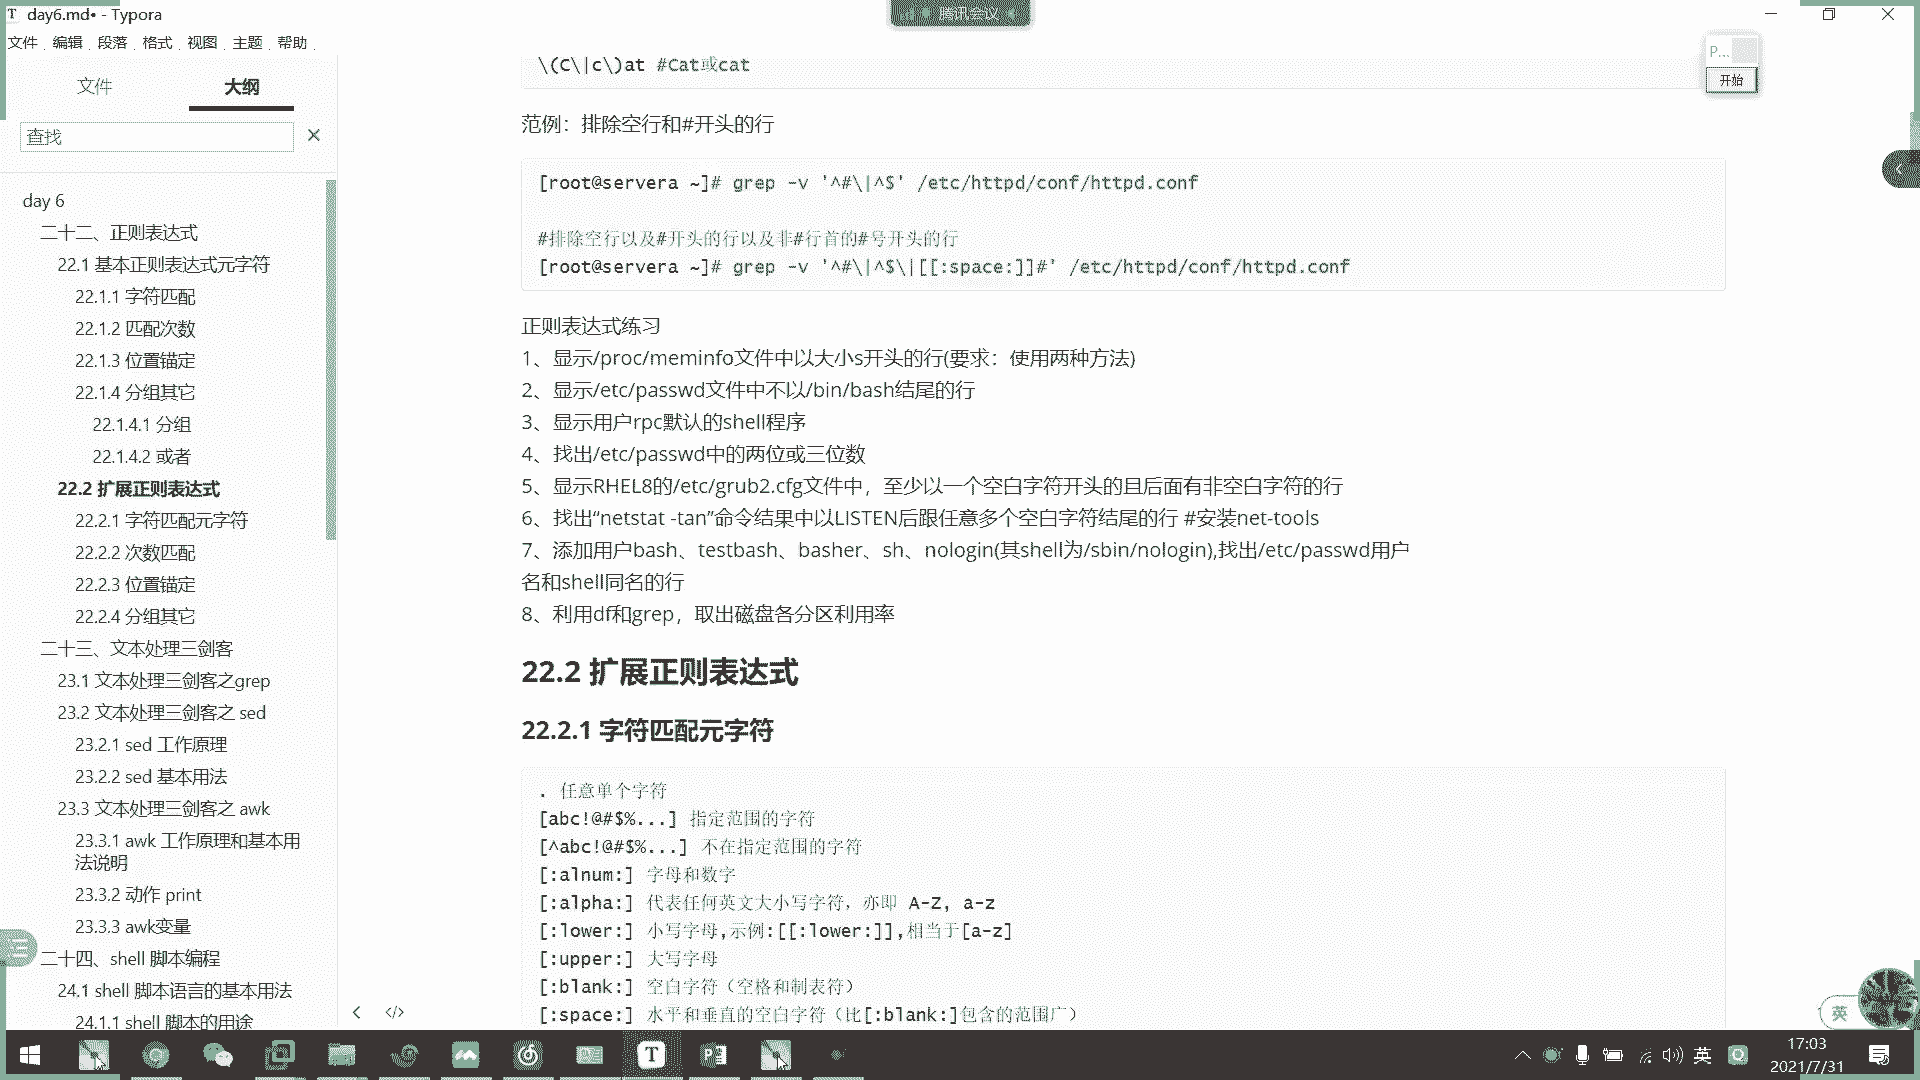 day6.md• - Typora
腾讯会议
文件 编辑 段落 格式 视图 主题 帮助
P...
开始
文件 大纲
查找
day 6
二十二、正则表达式
22.1 基本正则表达式元字符
22.1.1 字符匹配
22.1.2 匹配次数
22.1.3 位置锚定
22.1.4 分组其它
22.1.4.1 分组
22.1.4.2 或者
22.2 扩展正则表达式
22.2.1 字符匹配元字符
22.2.2 次数匹配
22.2.3 位置锚定
22.2.4 分组其它
二十三、文本处理三剑客
23.1 文本处理三剑客之grep
23.2 文本处理三剑客之 sed
23.2.1 sed 工作原理
23.2.2 sed 基本用法
23.3 文本处理三剑客之 awk
23.3.1 awk 工作原理和基本用
法说明
23.3.2 动作 print
23.3.3 awk变量
二十四、shell 脚本编程
24.1 shell 脚本语言的基本用法
24.1.1 shell 脚本的用途
\(C\|c\)at #Cat或cat
范例：排除空行和#开头的行
[root@servera ~]# grep -v '^#\|^$' /etc/httpd/conf/httpd.conf
#排除空行以及#开头的行以及非#行首的#号开头的行
[root@servera ~]# grep -v '^#\|^$\|[[:space:]]#' /etc/httpd/conf/httpd.conf
正则表达式练习
1、显示/proc/meminfo文件中以大小s开头的行(要求：使用两种方法)
2、显示/etc/passwd文件中不以/bin/bash结尾的行
3、显示用户rpc默认的shell程序
4、找出/etc/passwd中的两位或三位数
5、显示RHEL8的/etc/grub2.cfg文件中，至少以一个空白字符开头的且后面有非空白字符的行
6、找出“netstat -tan”命令结果中以LISTEN后跟任意多个空白字符结尾的行 #安装net-tools
7、添加用户bash、testbash、basher、sh、nologin(其shell为/sbin/nologin),找出/etc/passwd用户
名和shell同名的行
8、利用df和grep，取出磁盘各分区利用率
22.2 扩展正则表达式
22.2.1 字符匹配元字符
. 任意单个字符
[abc!@#$%...] 指定范围的字符
[^abc!@#$%...] 不在指定范围的字符
[:alnum:] 字母和数字
[:alpha:] 代表任何英文大小写字符，亦即 A-Z, a-z
[:lower:] 小写字母,示例:[[:lower:]],相当于[a-z]
[:upper:] 大写字母
[:blank:] 空白字符（空格和制表符）
[:space:] 水平和垂直的空白字符（比[:blank:]包含的范围广）
英
英
17:03
2021/7/31